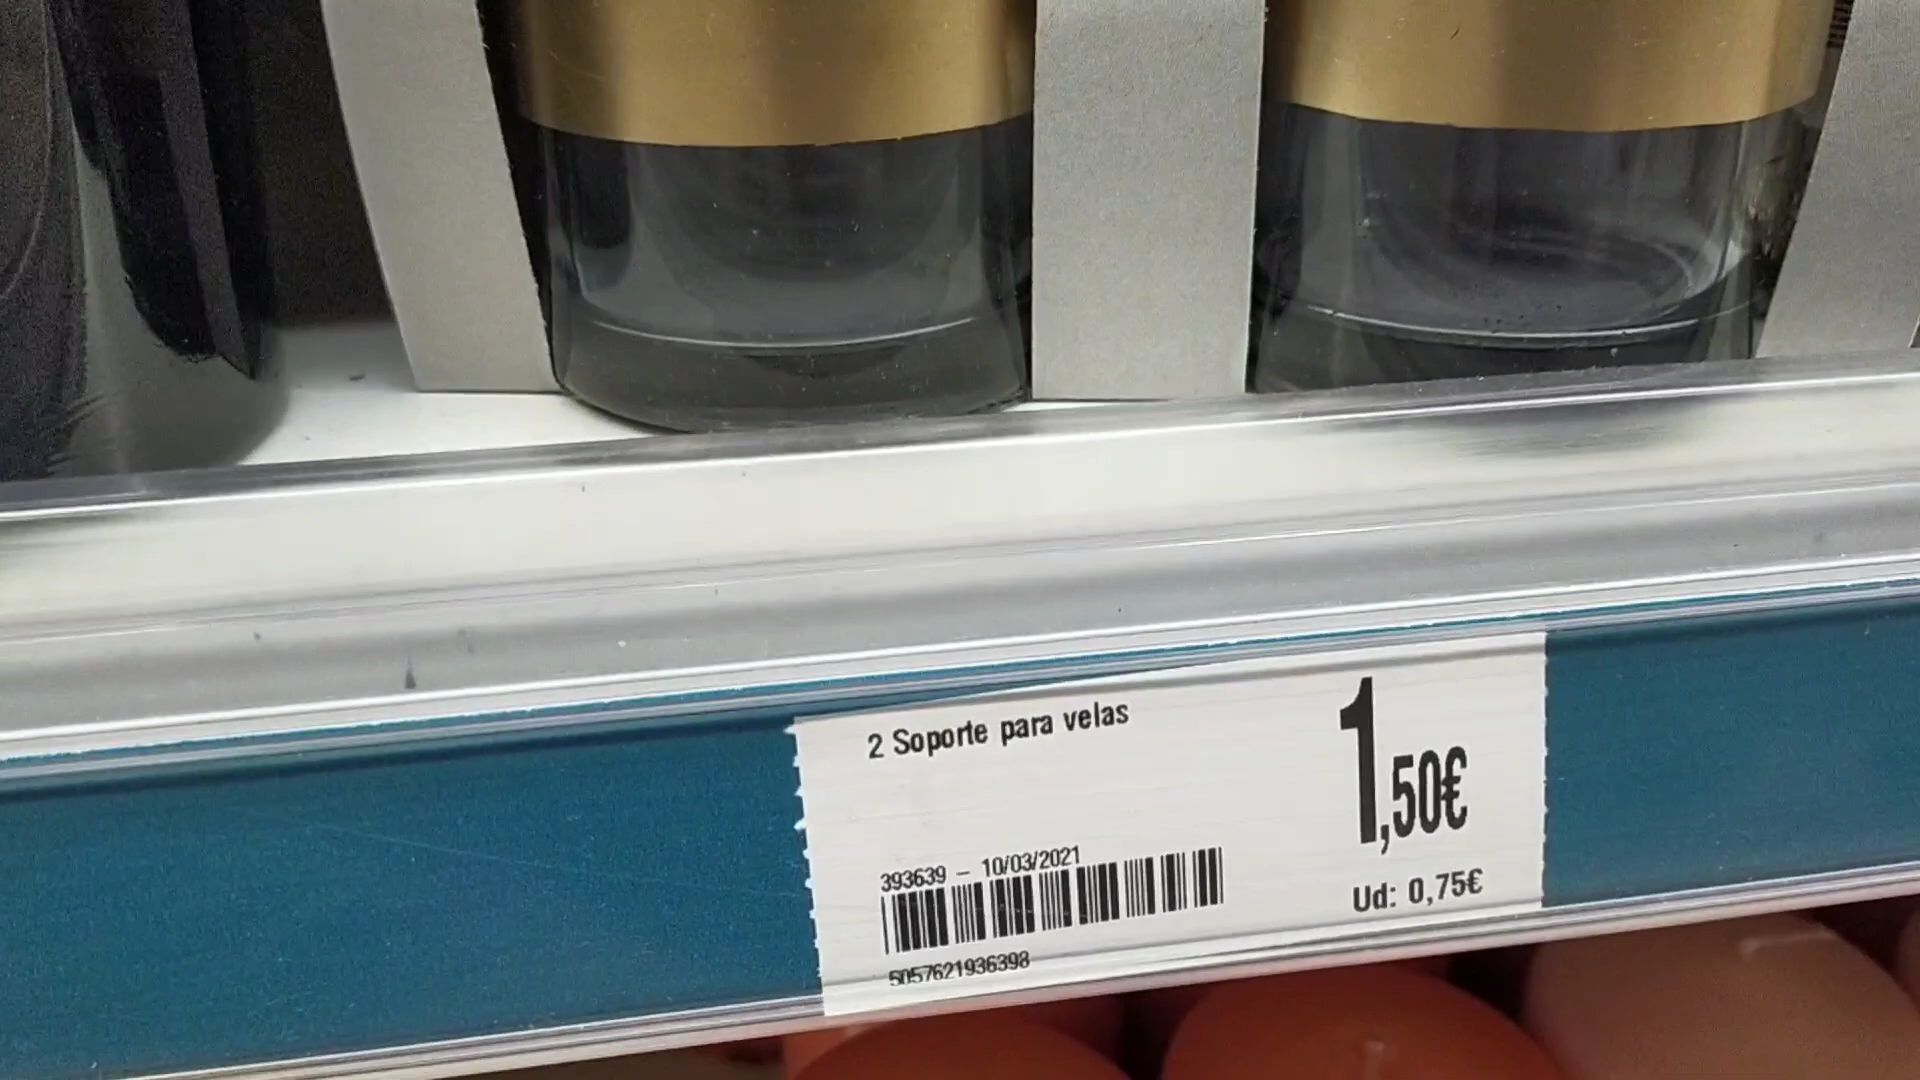 2 Soporte para velas
1,50€
393639 – 10/03/2021
Ud: 0,75€
5057621936398